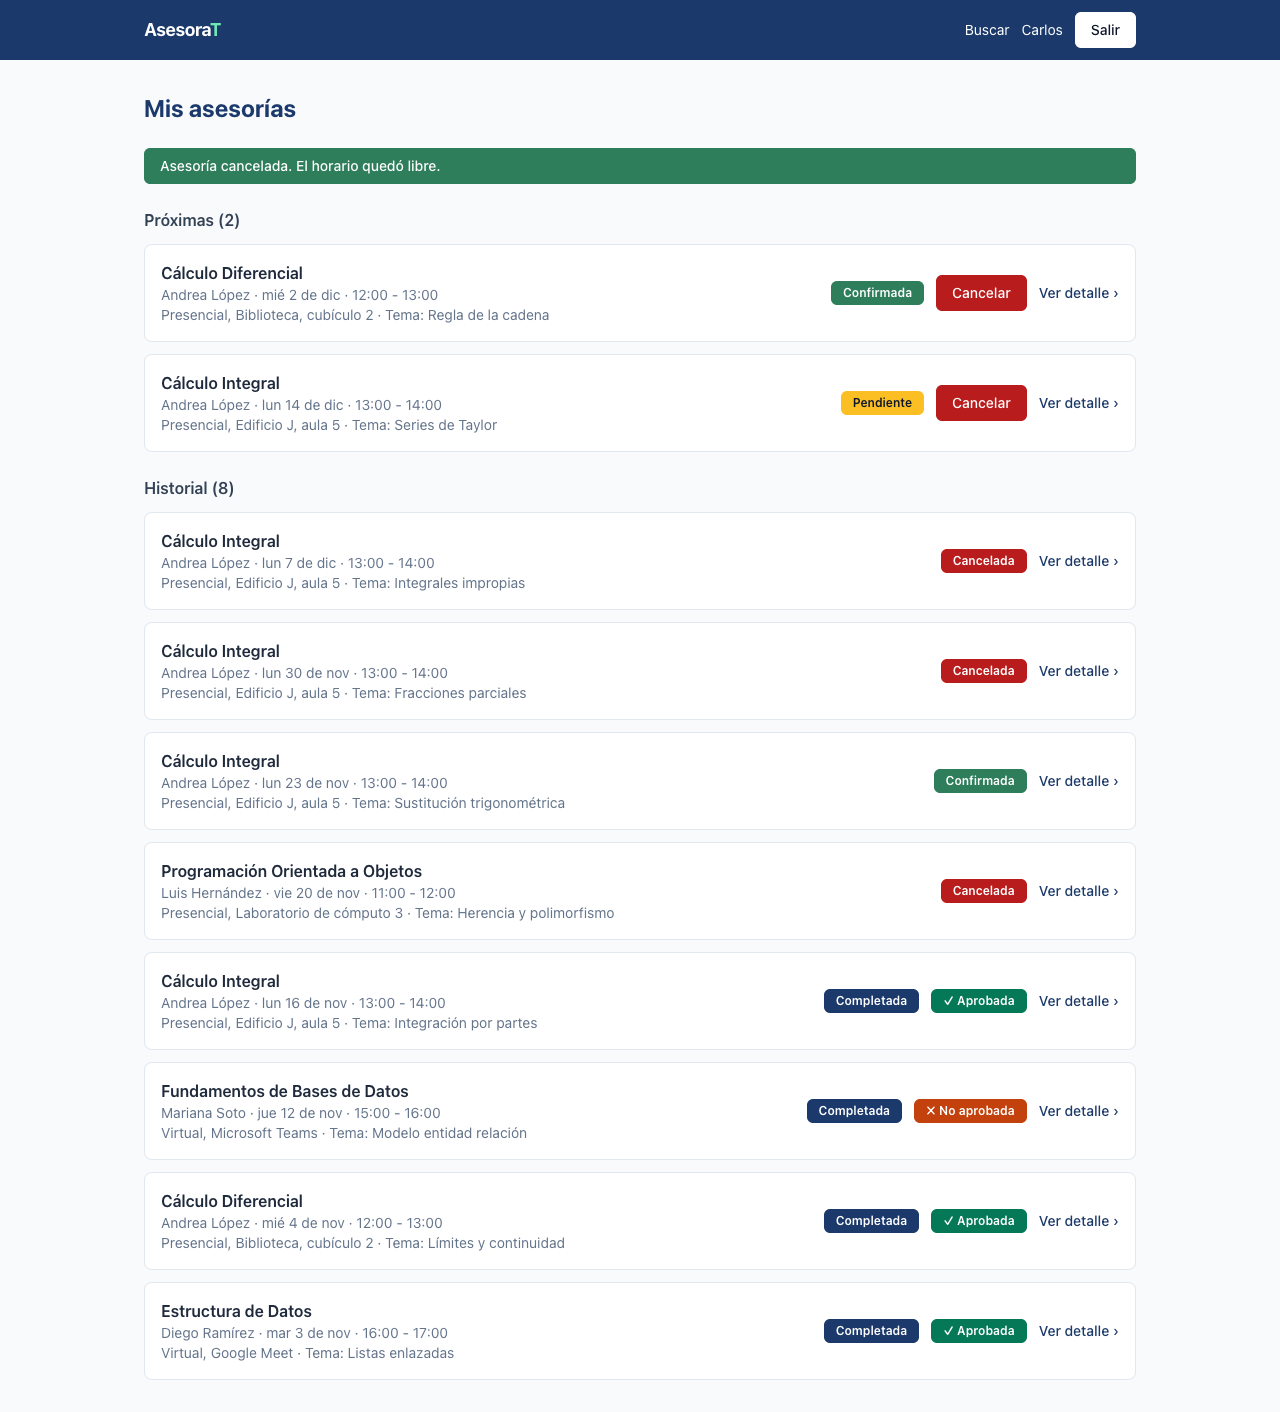 AsesoraT
Buscar Carlos Salir
Mis asesorías
Asesoría cancelada. El horario quedó libre.
Próximas (2)
Cálculo Diferencial
Andrea López · mié 2 de dic · 12:00 - 13:00
Presencial, Biblioteca, cubículo 2 · Tema: Regla de la cadena
Confirmada Cancelar Ver detalle ›
Cálculo Integral
Andrea López · lun 14 de dic · 13:00 - 14:00
Presencial, Edificio J, aula 5 · Tema: Series de Taylor
Pendiente Cancelar Ver detalle ›
Historial (8)
Cálculo Integral
Andrea López · lun 7 de dic · 13:00 - 14:00
Presencial, Edificio J, aula 5 · Tema: Integrales impropias
Cancelada Ver detalle ›
Cálculo Integral
Andrea López · lun 30 de nov · 13:00 - 14:00
Presencial, Edificio J, aula 5 · Tema: Fracciones parciales
Cancelada Ver detalle ›
Cálculo Integral
Andrea López · lun 23 de nov · 13:00 - 14:00
Presencial, Edificio J, aula 5 · Tema: Sustitución trigonométrica
Confirmada Ver detalle ›
Programación Orientada a Objetos
Luis Hernández · vie 20 de nov · 11:00 - 12:00
Presencial, Laboratorio de cómputo 3 · Tema: Herencia y polimorfismo
Cancelada Ver detalle ›
Cálculo Integral
Andrea López · lun 16 de nov · 13:00 - 14:00
Presencial, Edificio J, aula 5 · Tema: Integración por partes
Completada ✓ Aprobada Ver detalle ›
Fundamentos de Bases de Datos
Mariana Soto · jue 12 de nov · 15:00 - 16:00
Virtual, Microsoft Teams · Tema: Modelo entidad relación
Completada ✕ No aprobada Ver detalle ›
Cálculo Diferencial
Andrea López · mié 4 de nov · 12:00 - 13:00
Presencial, Biblioteca, cubículo 2 · Tema: Límites y continuidad
Completada ✓ Aprobada Ver detalle ›
Estructura de Datos
Diego Ramírez · mar 3 de nov · 16:00 - 17:00
Virtual, Google Meet · Tema: Listas enlazadas
Completada ✓ Aprobada Ver detalle ›